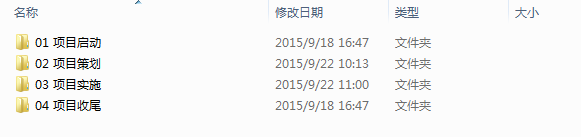 名称 修改日期 类型 大小
01 项目启动 2015/9/18 16:47 文件夹
02 项目策划 2015/9/22 10:13 文件夹
03 项目实施 2015/9/22 11:00 文件夹
04 项目收尾 2015/9/18 16:47 文件夹